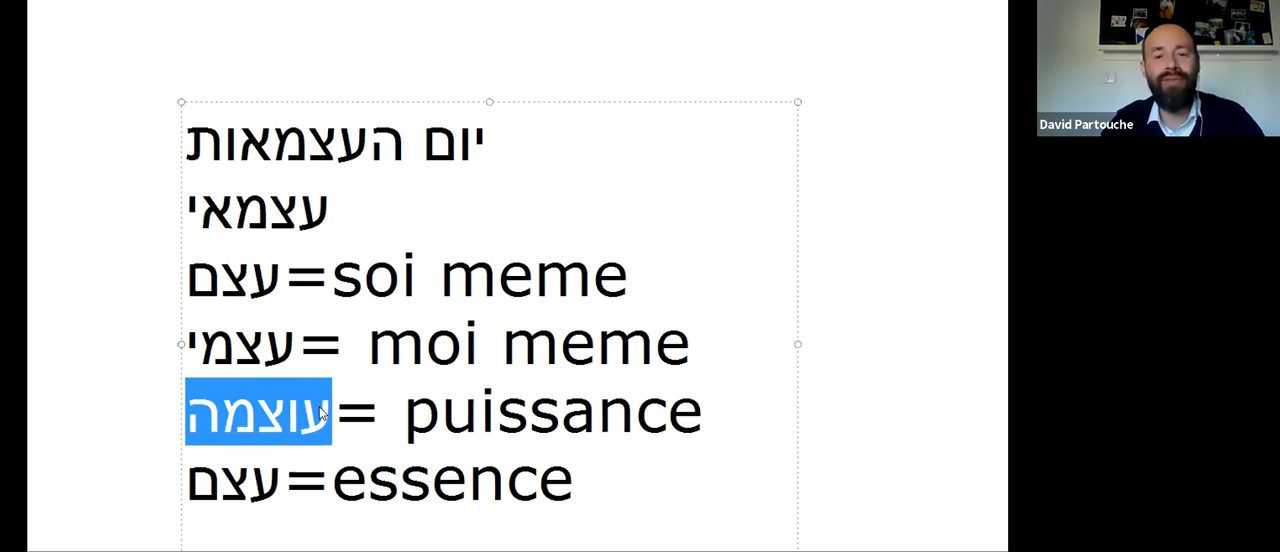 יום העצמאות
עצמאי
עצם=soi meme
עצמי= moi meme
עוצמה= puissance
עצם=essence
David Partouche